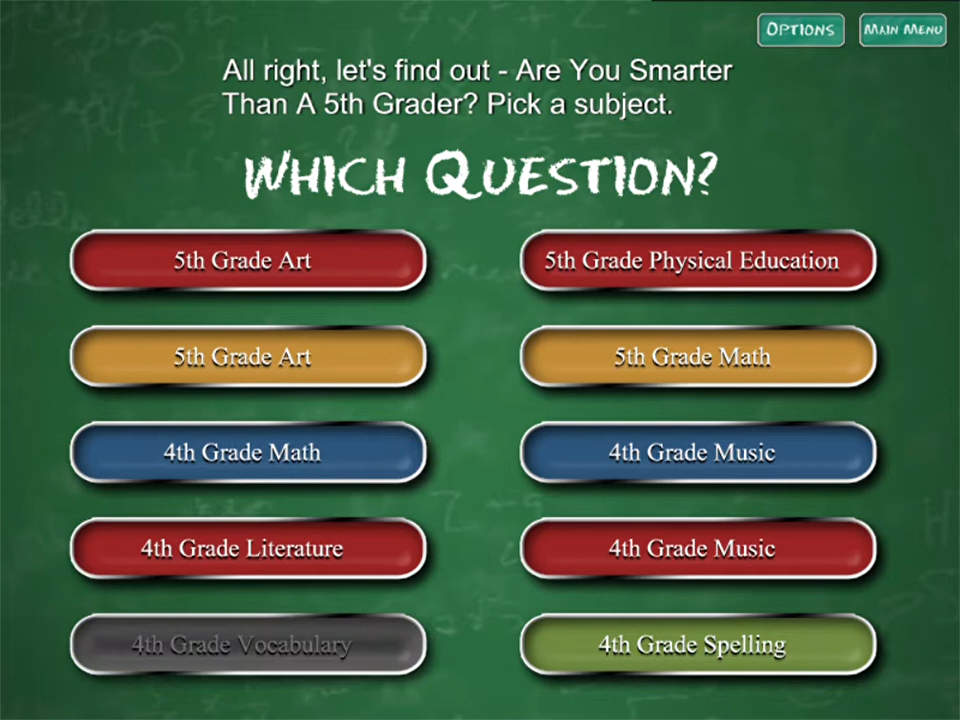 Options
Main Menu
All right, let's find out - Are You Smarter
Than A 5th Grader? Pick a subject.
Which Question?
5th Grade Art
5th Grade Physical Education
5th Grade Art
5th Grade Math
4th Grade Math
4th Grade Music
4th Grade Literature
4th Grade Music
4th Grade Vocabulary
4th Grade Spelling